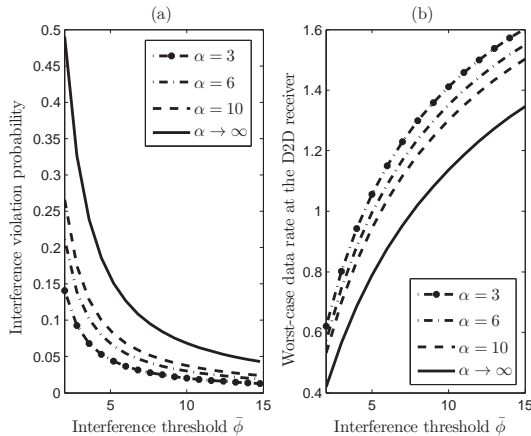 (a)
Interference violation probability
0.5
0.45
0.4
0.35
0.3
0.25
0.2
0.15
0.1
0.05
0
5
10
15
Interference threshold φ̄
α = 3
α = 6
α = 10
α → ∞
(b)
Worst-case data rate at the D2D receiver
1.6
1.4
1.2
1
0.8
0.6
0.4
5
10
15
Interference threshold φ̄
α = 3
α = 6
α = 10
α → ∞